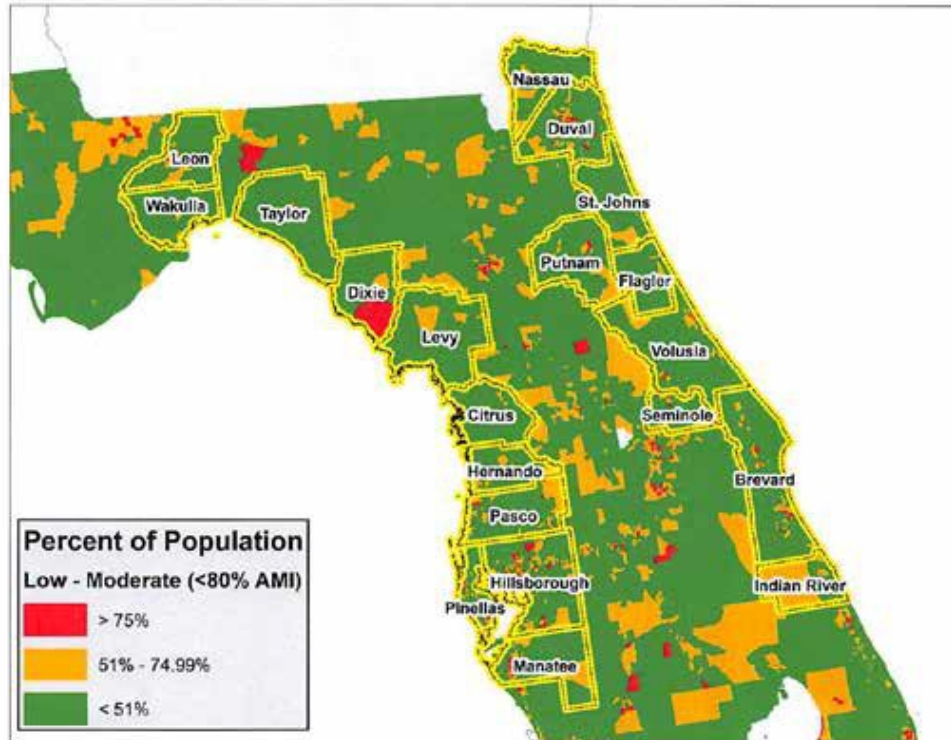 Nassau
Duval
Leon
St. Johns
Wakulla
Taylor
Putnam
Flagler
Dixie
Levy
Volusia
Citrus
Seminole
Hernando
Brevard
Pasco
Hillsborough
Indian River
Pinellas
Manatee
Percent of Population
Low - Moderate (<80% AMI)
> 75%
51% - 74.99%
< 51%